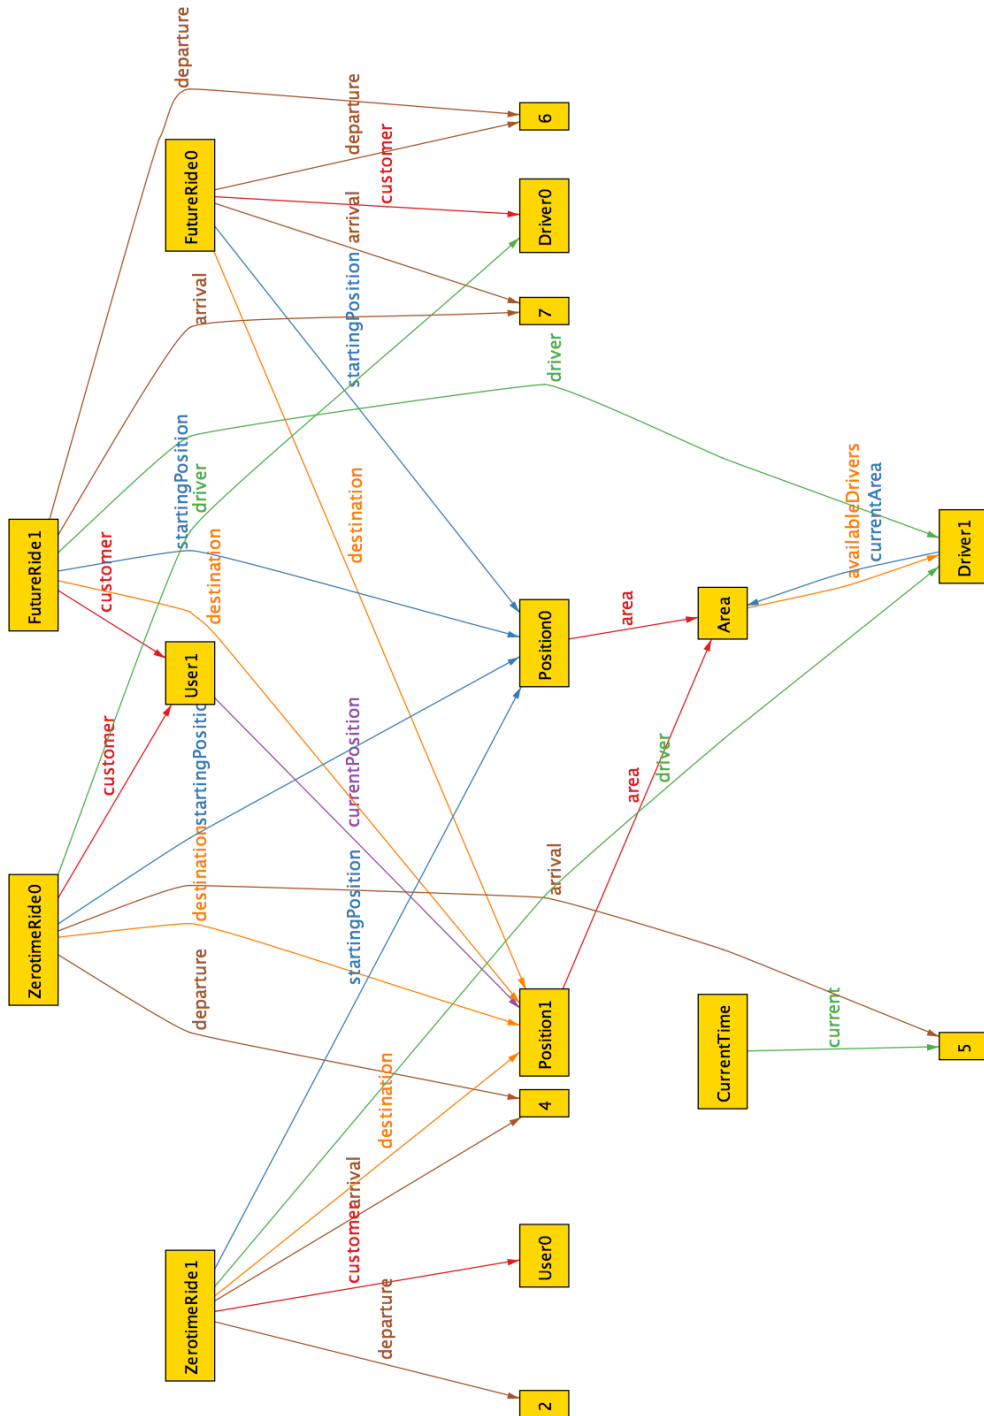 ZerotimeRide0
FutureRide1
customer
customer
ZerotimeRide1
departure
destination
startingPosition
User1
destination
startingPosition
driver
arrival
FutureRide0
departure
departure
customer
arrival
destination
startingPosition
currentPosition
destination
startingPosition
arrival
customer
departure
2
User0
4
Position1
arrival
Position0
driver
7
Driver0
6
area
driver
area
CurrentTime
Area
current
availableDrivers
currentArea
5
Driver1